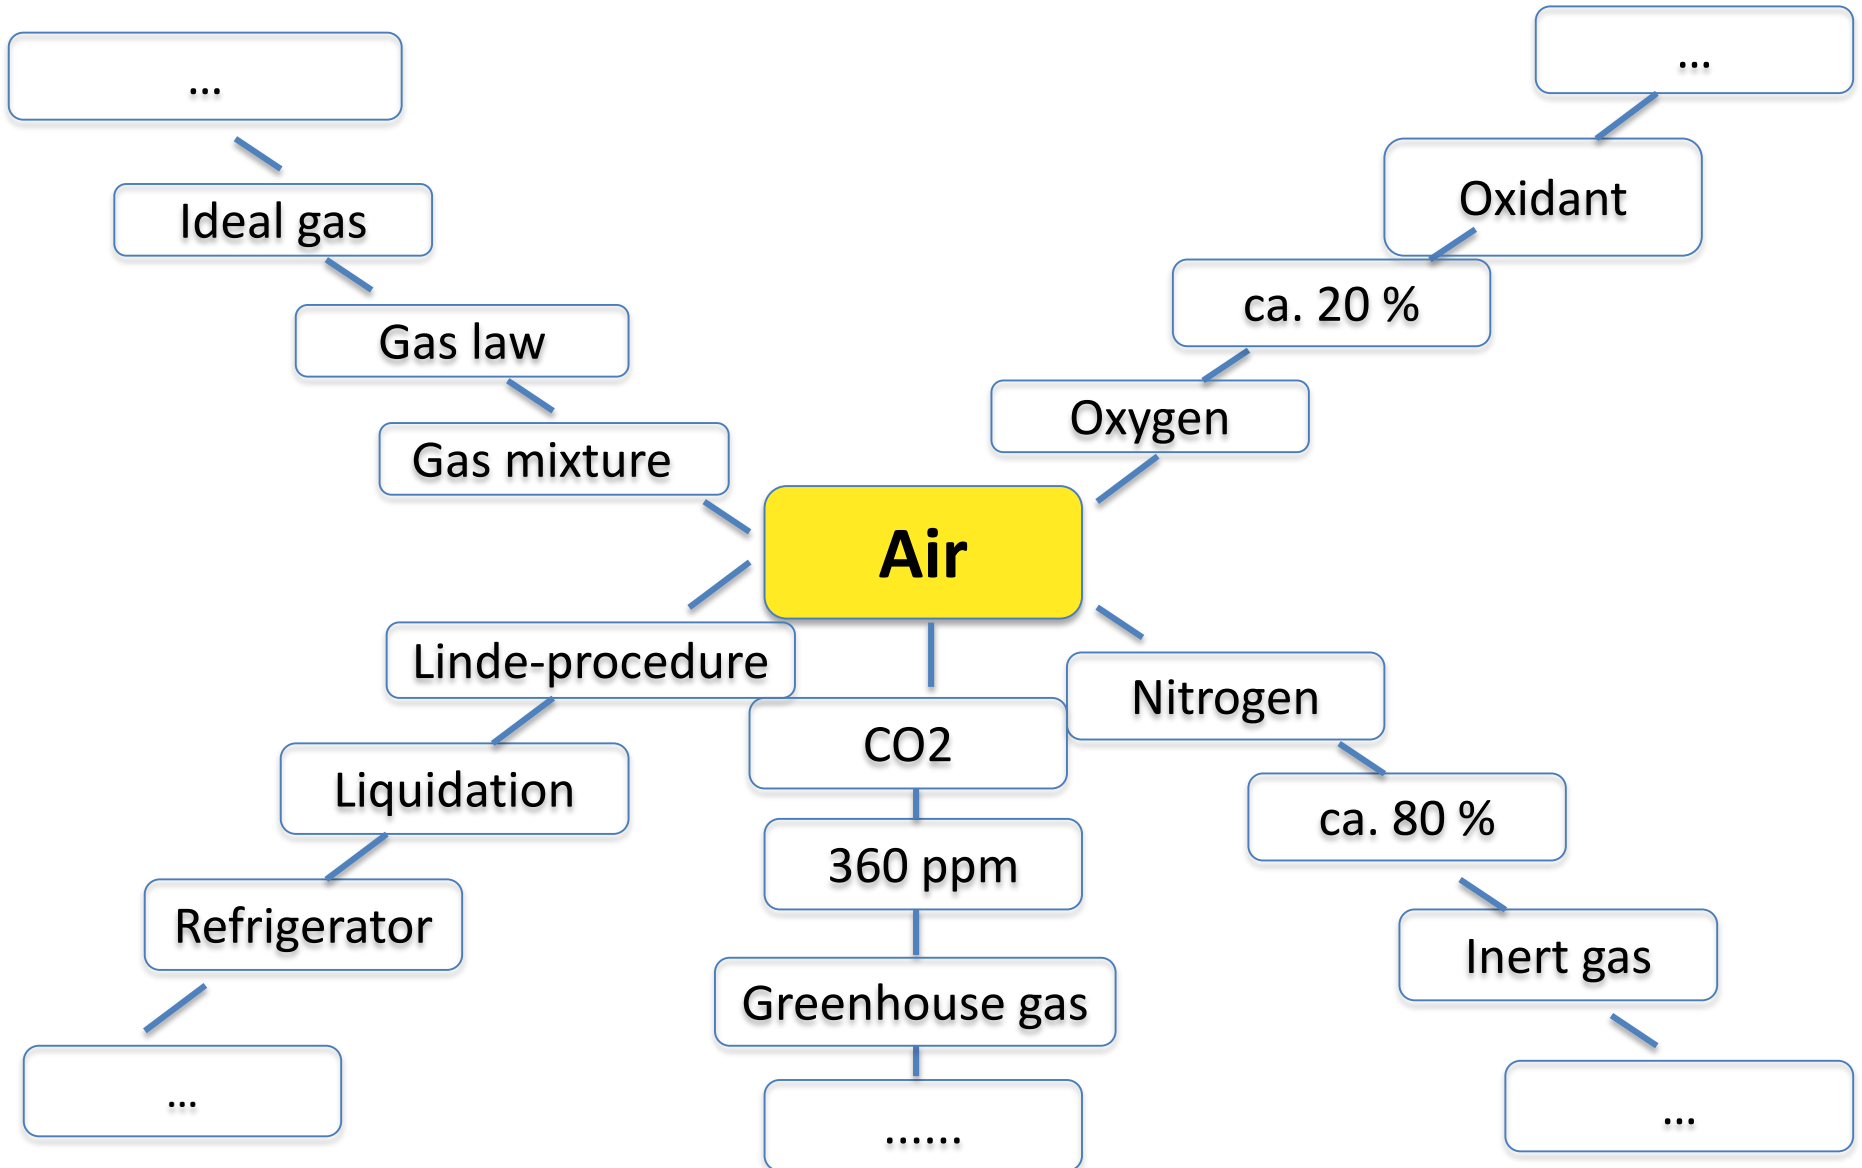 ...
...
Oxidant
Ideal gas
ca. 20 %
Gas law
Oxygen
Gas mixture
Air
Linde-procedure
Nitrogen
CO2
Liquidation
ca. 80 %
360 ppm
Refrigerator
Inert gas
Greenhouse gas
...
...
......